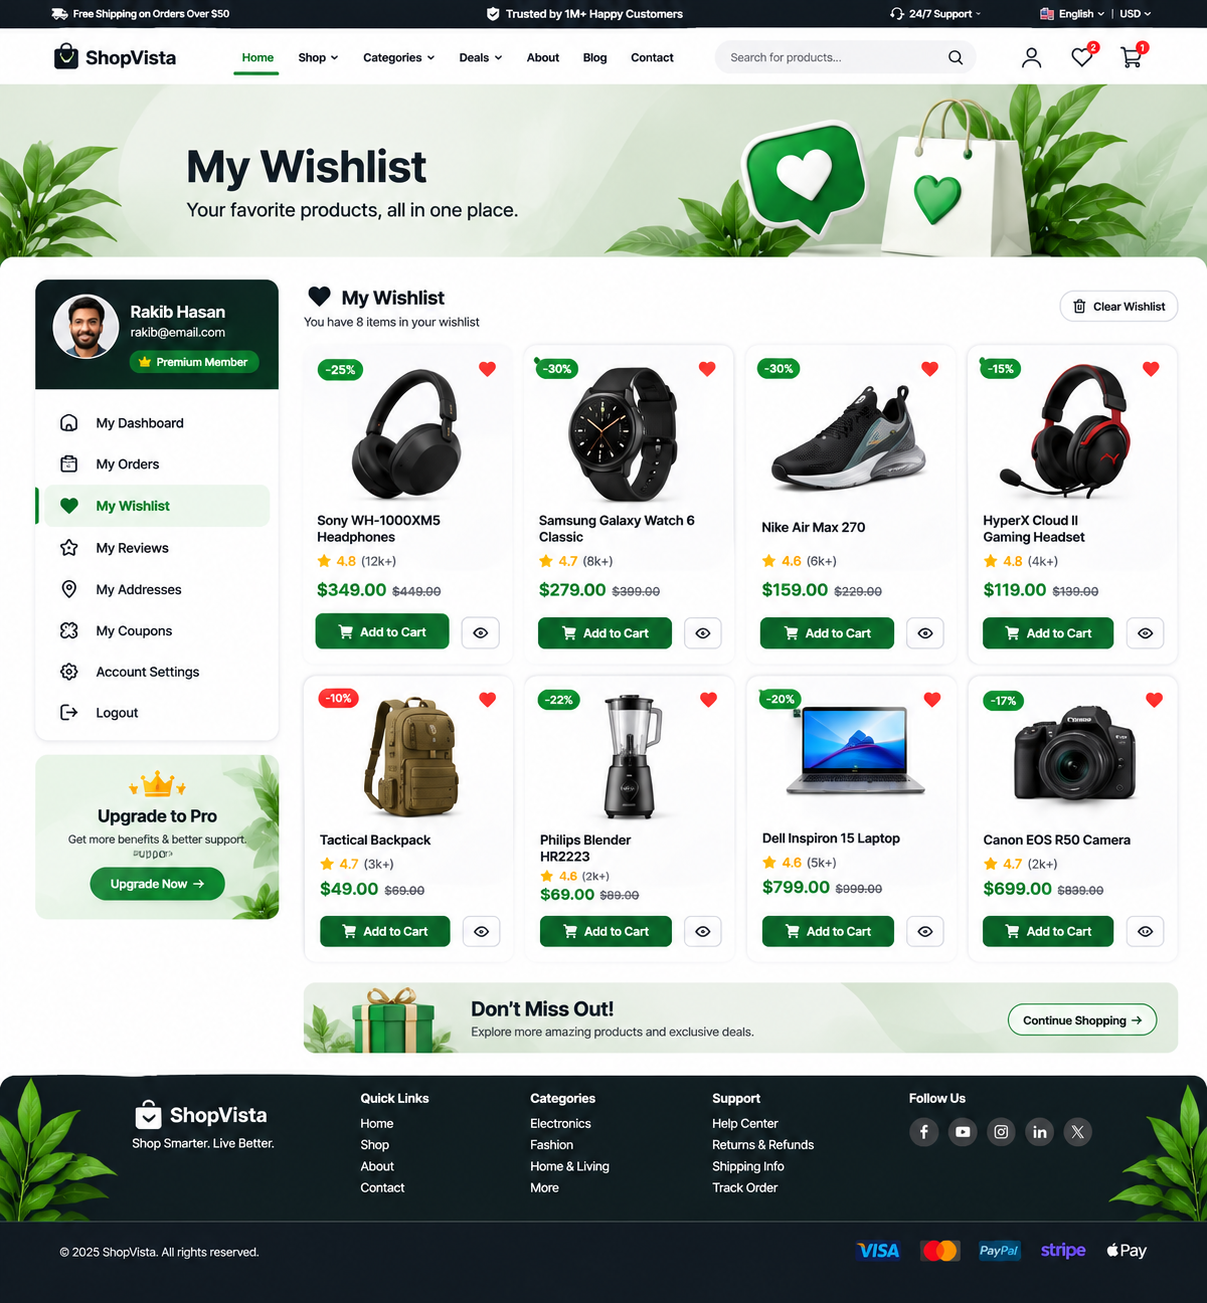 Free Shipping on Orders Over $50
Trusted by 1M+ Happy Customers
24/7 Support
English
| USD
ShopVista
Home
Shop
Categories
Deals
About
Blog
Contact
Search for products...
2
1
My Wishlist
Your favorite products, all in one place.
Rakib Hasan
rakib@email.com
Premium Member
My Dashboard
My Orders
My Wishlist
My Reviews
My Addresses
My Coupons
Account Settings
Logout
Upgrade to Pro
Get more benefits & better support.
Upgrade Now →
My Wishlist
You have 8 items in your wishlist
Clear Wishlist
-25%
Sony WH-1000XM5
Headphones
4.8 (12k+)
$349.00 $449.00
Add to Cart
-30%
Samsung Galaxy Watch 6
Classic
4.7 (8k+)
$279.00 $399.00
Add to Cart
-30%
Nike Air Max 270
4.6 (6k+)
$159.00 $229.00
Add to Cart
-15%
HyperX Cloud II
Gaming Headset
4.8 (4k+)
$119.00 $199.00
Add to Cart
-10%
Tactical Backpack
4.7 (3k+)
$49.00 $69.00
Add to Cart
-22%
Philips Blender
HR2223
4.6 (2k+)
$69.00 $89.00
Add to Cart
-20%
Dell Inspiron 15 Laptop
4.6 (5k+)
$799.00 $999.00
Add to Cart
-17%
Canon EOS R50 Camera
4.7 (2k+)
$699.00 $839.00
Add to Cart
Don't Miss Out!
Explore more amazing products and exclusive deals.
Continue Shopping →
ShopVista
Shop Smarter. Live Better.
Quick Links
Home
Shop
About
Contact
Categories
Electronics
Fashion
Home & Living
More
Support
Help Center
Returns & Refunds
Shipping Info
Track Order
Follow Us
© 2025 ShopVista. All rights reserved.
VISA
PayPal
stripe
Pay